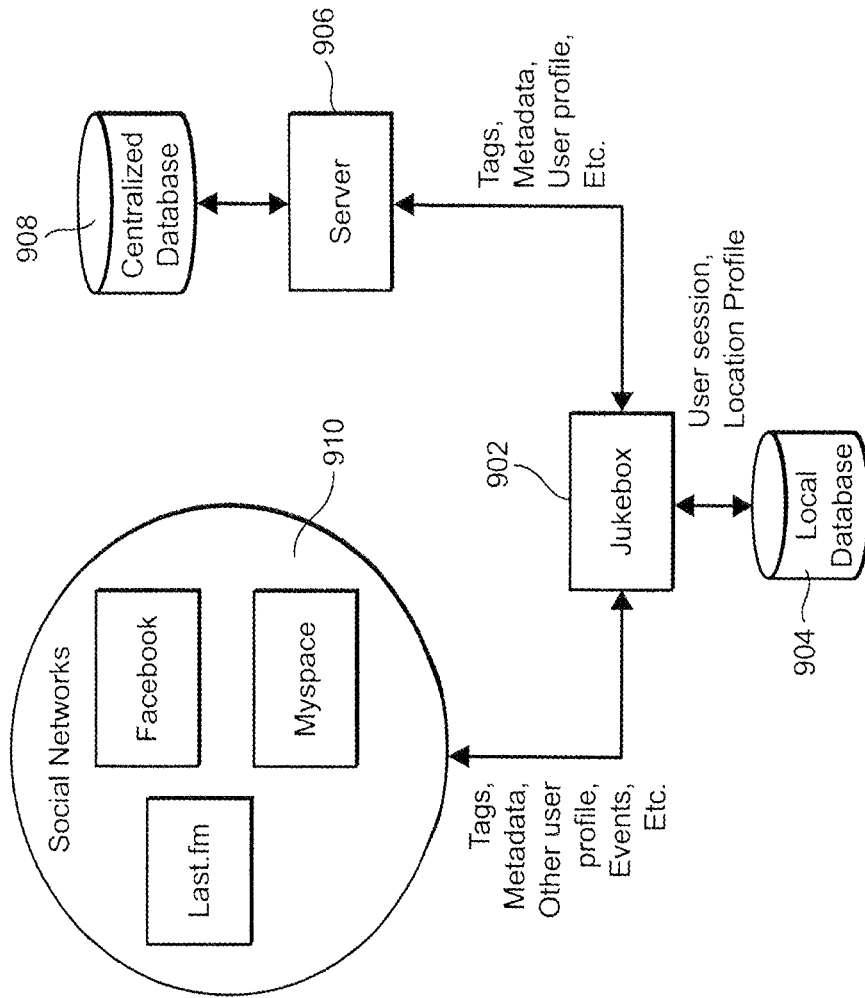 Social Networks
Last.fm
Facebook
Myspace
910
Centralized
Database
908
Server
906
Tags,
Metadata,
Other user
profile,
Events,
Etc.
Tags,
Metadata,
User profile,
Etc.
902
Jukebox
User session,
Location Profile
Local
Database
904